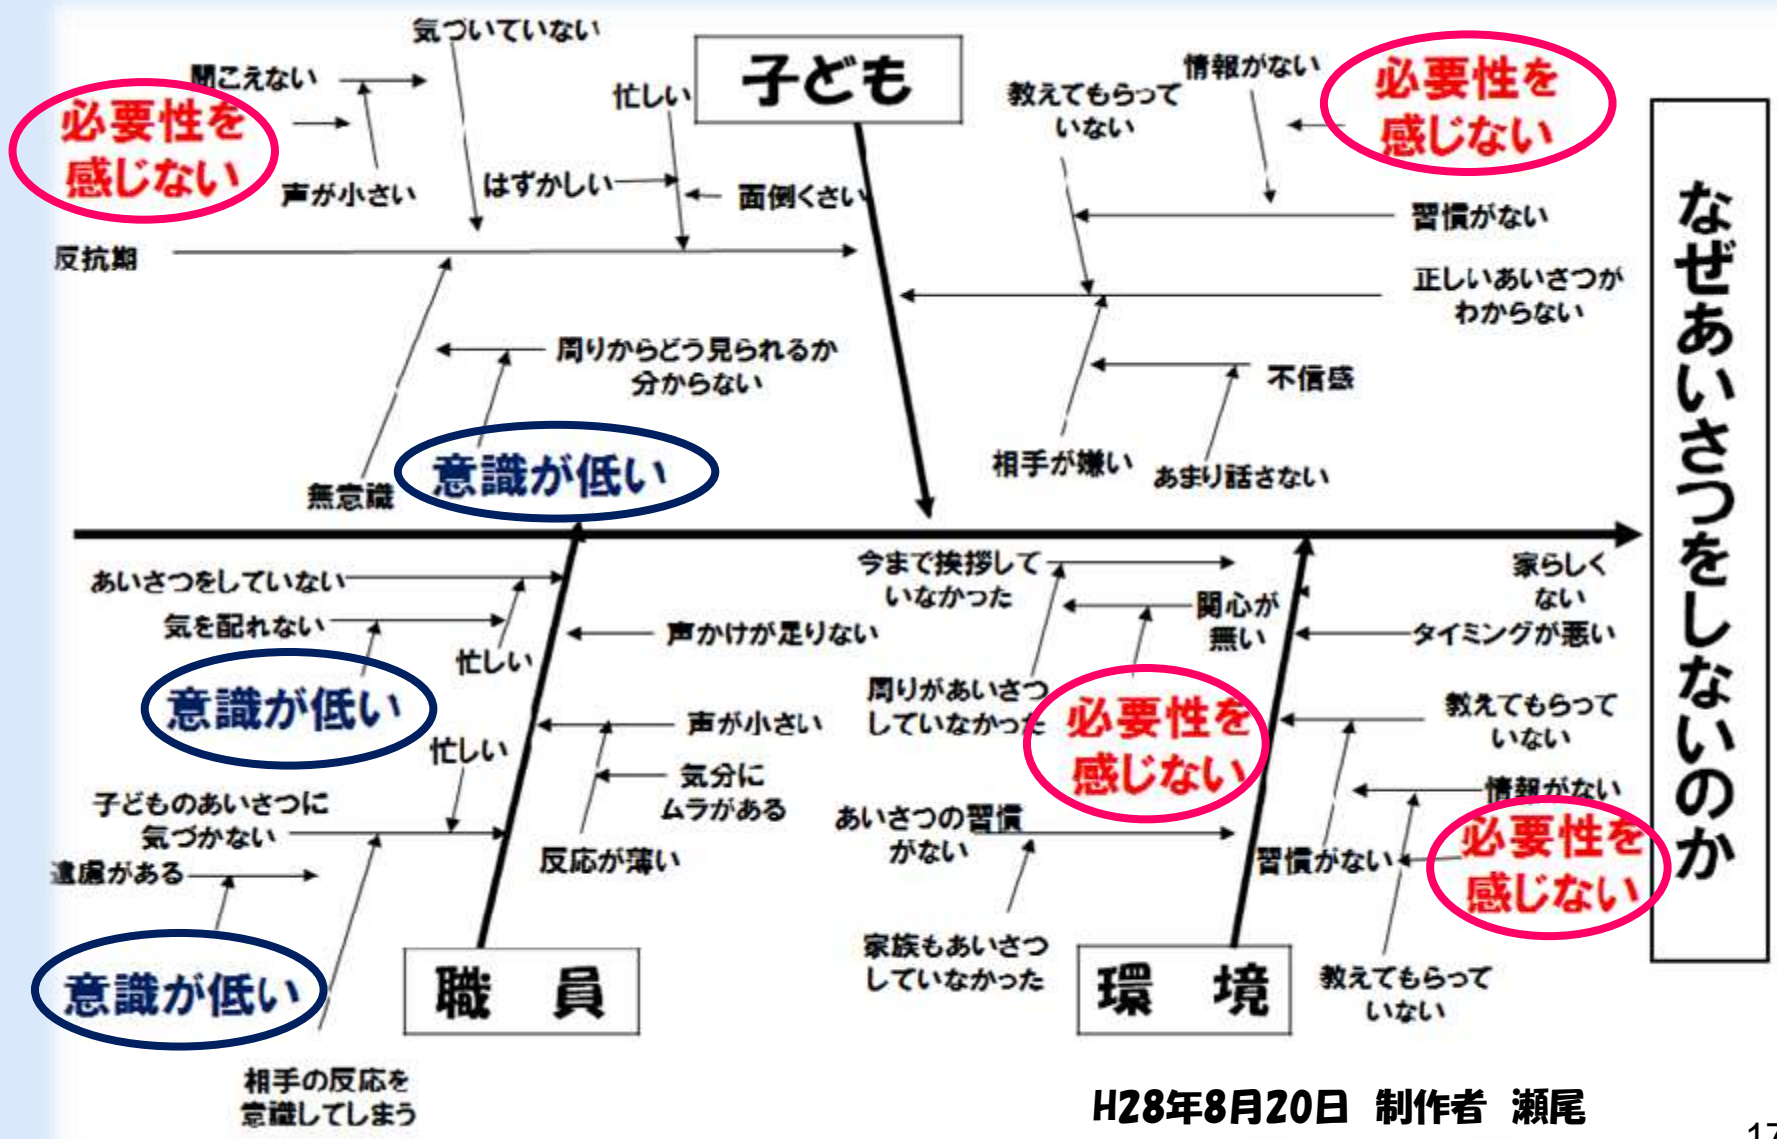 気づいていない
子ども
聞こえない
必要性を
感じない
声が小さい
忙しい
はずかしい
面倒くさい
反抗期
周りからどう見られるか
分からない
意識が低い
無意識
教えてもらって
いない
情報がない
必要性を
感じない
習慣がない
正しいあいさつが
わからない
不信感
相手が嫌い
あまり話さない
なぜあいさつをしないのか
あいさつをしていない
気を配れない
忙しい
意識が低い
声かけが足りない
声が小さい
気分に
ムラがある
反応が薄い
忙しい
子どものあいさつに
気づかない
遠慮がある
意識が低い
相手の反応を
意識してしまう
職 員
今まで挨拶して
いなかった
関心が
無い
周りがあいさつ
していなかった
必要性を
感じない
あいさつの習慣
がない
家族もあいさつ
していなかった
環 境
家らしく
ない
タイミングが悪い
教えてもらって
いない
情報がない
必要性を
感じない
習慣がない
教えてもらって
いない
H28年8月20日 制作者 瀬尾
17